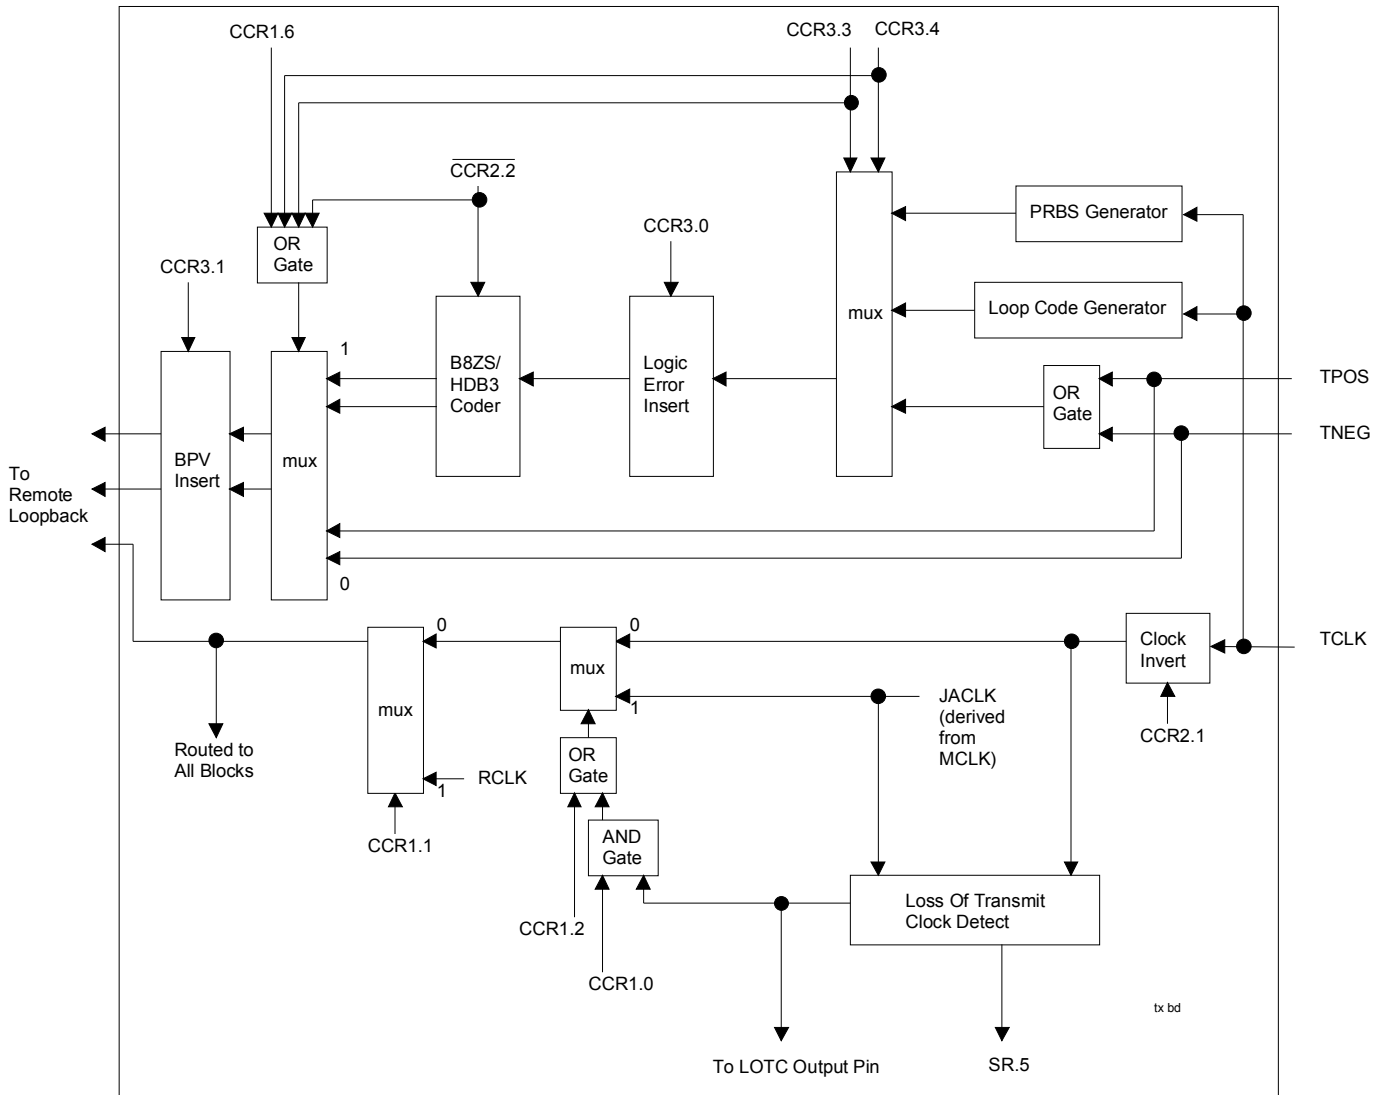 CCR1.6
CCR3.3
CCR3.4
CCR2.2
PRBS Generator
CCR3.0
OR
Gate
CCR3.1
mux
Loop Code Generator
1
B8ZS/
HDB3
Coder
Logic
Error
Insert
OR
Gate
TPOS
TNEG
BPV
Insert
mux
To
Remote
Loopback
0
0
0
Clock
Invert
TCLK
mux
mux
1
JACLK
(derived
from
MCLK)
CCR2.1
Routed to
All Blocks
OR
Gate
RCLK
1
CCR1.1
AND
Gate
Loss Of Transmit
Clock Detect
CCR1.2
CCR1.0
tx bd
To LOTC Output Pin
SR.5